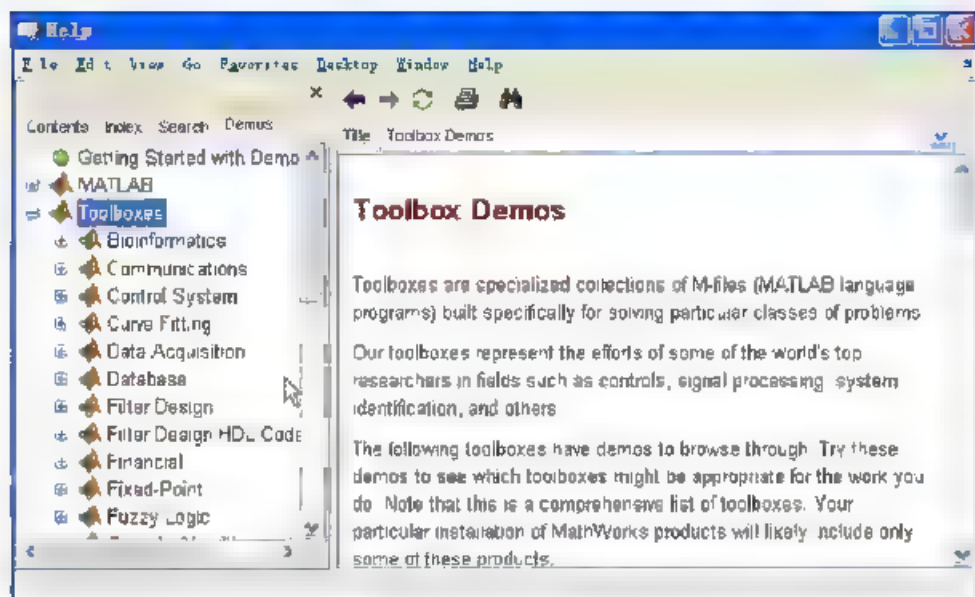 Help
File Edit View Go Favorites Desktop Window Help
Contents Index Search Demos
Title Toolbox Demos
Getting Started with Demo
MATLAB
Toolboxes
Bioinformatics
Communications
Control System
Curve Fitting
Data Acquisition
Database
Filter Design
Filter Design HDL Code
Financial
Fixed-Point
Fuzzy Logic
Toolbox Demos
Toolboxes are specialized collections of M-files (MATLAB language
programs) built specifically for solving particular classes of problems
Our toolboxes represent the efforts of some of the world's top
researchers in fields such as controls, signal processing, system
identification, and others
The following toolboxes have demos to browse through. Try these
demos to see which toolboxes might be appropriate for the work you
do. Note that this is a comprehensive list of toolboxes. Your
particular installation of MathWorks products will likely include only
some of these products.